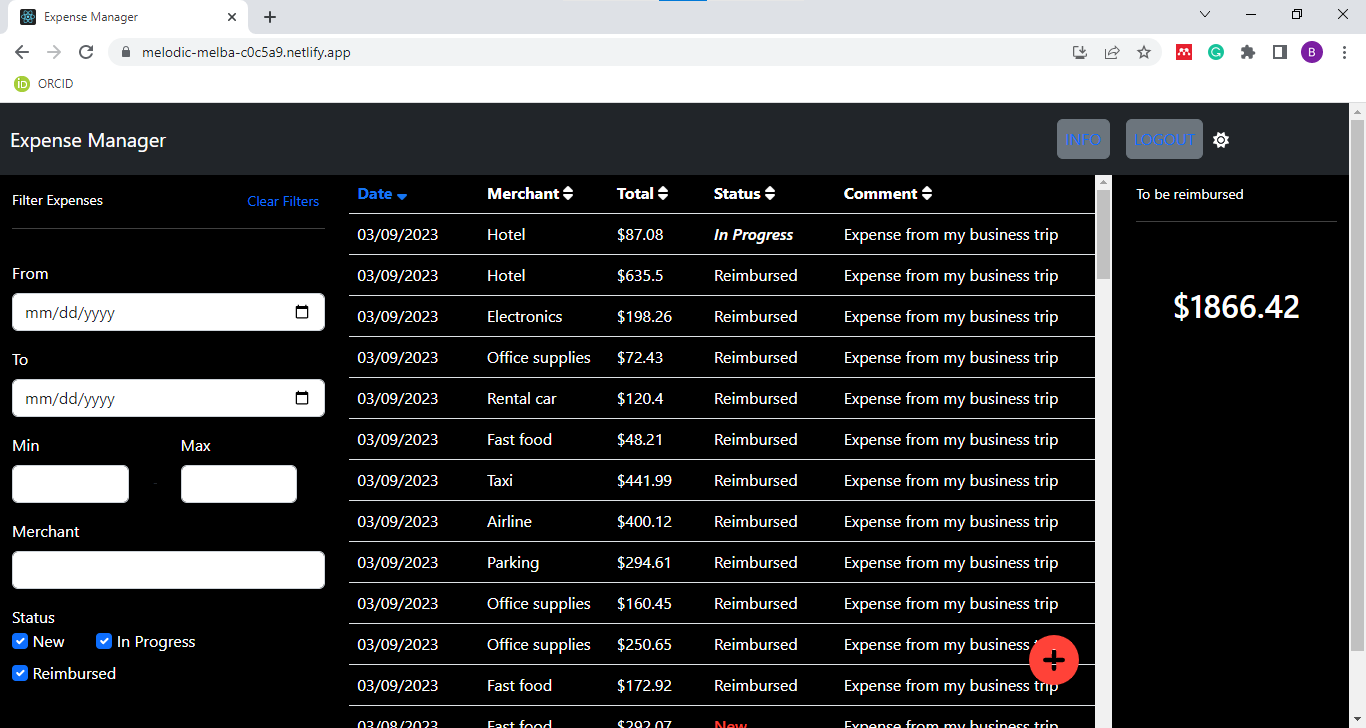 Expense Manager
melodic-melba-c0c5a9.netlify.app
B
iD ORCID
Expense Manager
INFO LOGOUT
Filter Expenses Clear Filters
From
mm/dd/yyyy
To
mm/dd/yyyy
Min Max
-
Merchant
Status
New In Progress
Reimbursed
Date Merchant Total Status Comment
03/09/2023 Hotel $87.08 In Progress Expense from my business trip
03/09/2023 Hotel $635.5 Reimbursed Expense from my business trip
03/09/2023 Electronics $198.26 Reimbursed Expense from my business trip
03/09/2023 Office supplies $72.43 Reimbursed Expense from my business trip
03/09/2023 Rental car $120.4 Reimbursed Expense from my business trip
03/09/2023 Fast food $48.21 Reimbursed Expense from my business trip
03/09/2023 Taxi $441.99 Reimbursed Expense from my business trip
03/09/2023 Airline $400.12 Reimbursed Expense from my business trip
03/09/2023 Parking $294.61 Reimbursed Expense from my business trip
03/09/2023 Office supplies $160.45 Reimbursed Expense from my business trip
03/09/2023 Office supplies $250.65 Reimbursed Expense from my business trip
03/09/2023 Fast food $172.92 Reimbursed Expense from my business trip
03/08/2023 Fast food $292.07 New Expense from my business trip
To be reimbursed
$1866.42